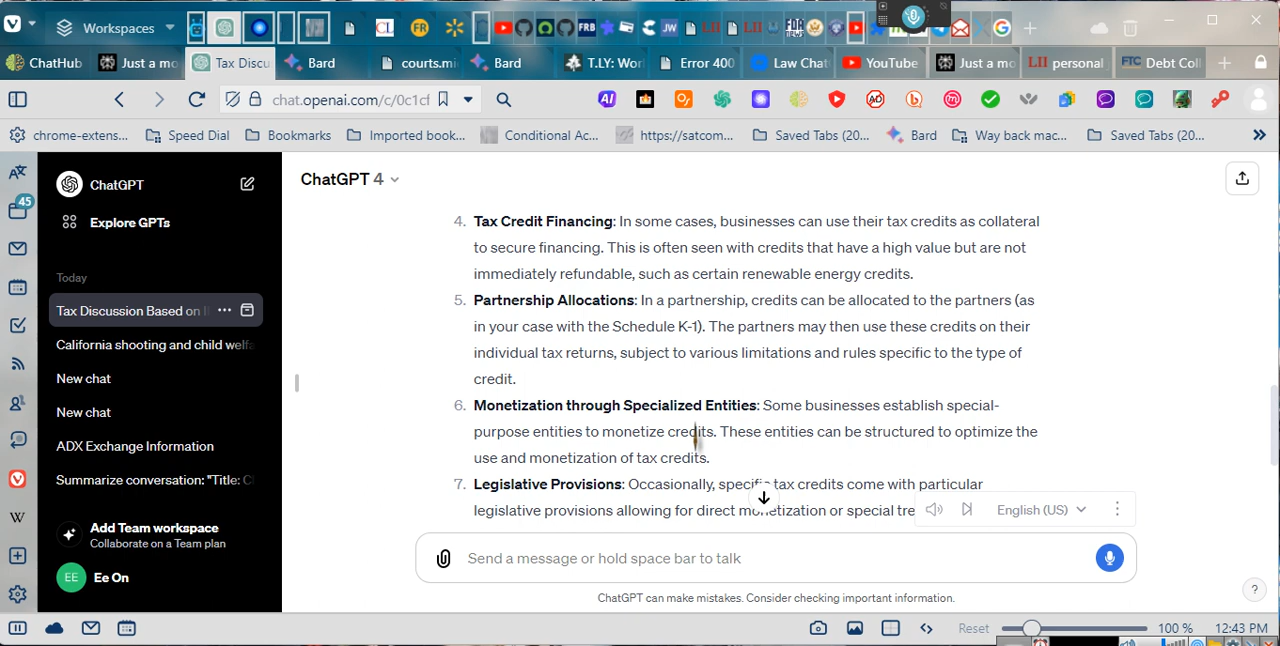 Workspaces
CL FR FRB JW LII LII
ChatHub Just a mo Tax Discu Bard courts.mi Bard T.LY: Wor Error 400 Law Chat YouTube Just a mo LII personal FTC Debt Coll
chat.openai.com/c/0c1cf
chrome-extens... Speed Dial Bookmarks Imported book... Conditional Ac... https://satcom... Saved Tabs (20... Bard Way back mac... Saved Tabs (20...
45
ChatGPT
Explore GPTs
Today
Tax Discussion Based on
California shooting and child welfa
New chat
New chat
ADX Exchange Information
Summarize conversation: "Title: C
Add Team workspace
Collaborate on a Team plan
EE Ee On
ChatGPT 4
4. Tax Credit Financing: In some cases, businesses can use their tax credits as collateral
to secure financing. This is often seen with credits that have a high value but are not
immediately refundable, such as certain renewable energy credits.
5. Partnership Allocations: In a partnership, credits can be allocated to the partners (as
in your case with the Schedule K-1). The partners may then use these credits on their
individual tax returns, subject to various limitations and rules specific to the type of
credit.
6. Monetization through Specialized Entities: Some businesses establish special-
purpose entities to monetize credits. These entities can be structured to optimize the
use and monetization of tax credits.
7. Legislative Provisions: Occasionally, specific tax credits come with particular
legislative provisions allowing for direct monetization or special tre
English (US)
Send a message or hold space bar to talk
ChatGPT can make mistakes. Consider checking important information.
?
Reset 100 % 12:43 PM